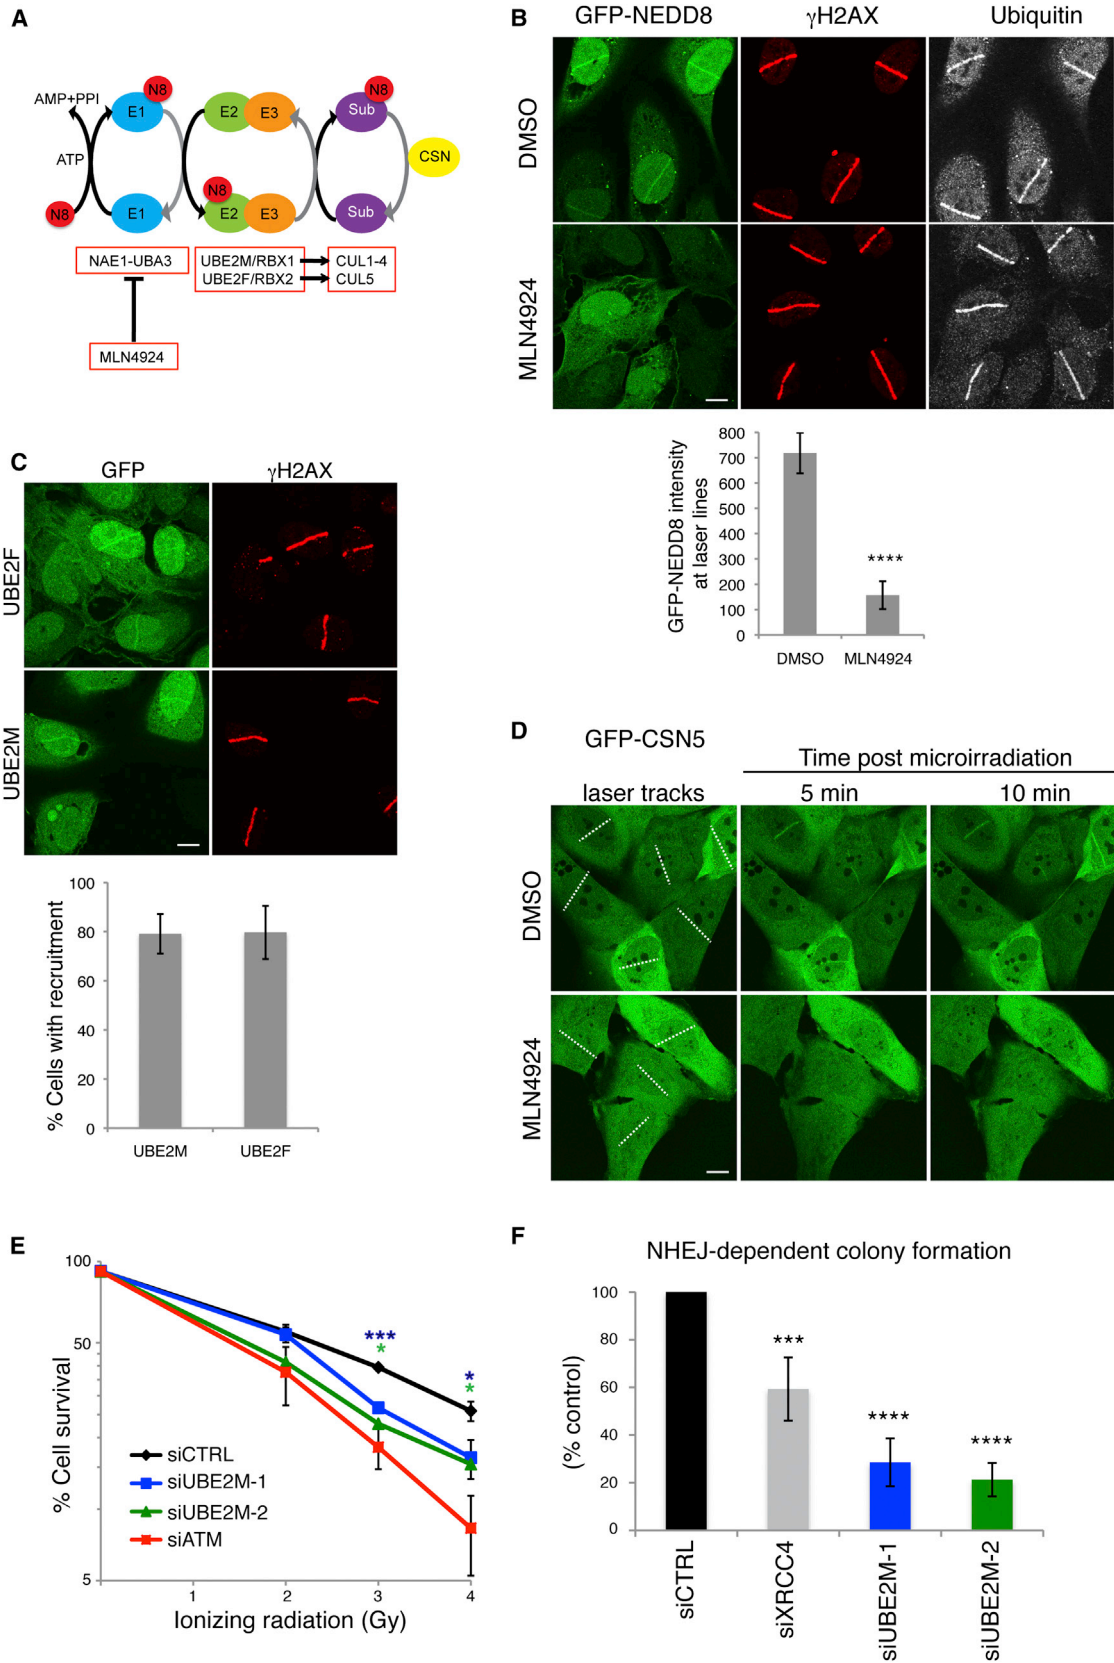 A
N8
N8
AMP+PPI
E1
E2
E3
Sub
ATP
CSN
N8
N8
E1
E2
E3
Sub
NAE1-UBA3
UBE2M/RBX1
CUL1-4
UBE2F/RBX2
CUL5
MLN4924
B
GFP-NEDD8
γH2AX
Ubiquitin
DMSO
MLN4924
800
700
600
500
400
300
200
100
0
GFP-NEDD8 intensity
at laser lines
****
DMSO
MLN4924
C
GFP
γH2AX
UBE2F
UBE2M
100
80
60
40
20
0
% Cells with recruitment
UBE2M
UBE2F
D
GFP-CSN5
Time post microirradiation
laser tracks
5 min
10 min
DMSO
MLN4924
E
100
50
5
% Cell survival
***
*
*
*
siCTRL
siUBE2M-1
siUBE2M-2
siATM
1
2
3
4
Ionizing radiation (Gy)
F
NHEJ-dependent colony formation
100
80
60
40
20
0
(% control)
***
****
****
siCTRL
siXRCC4
siUBE2M-1
siUBE2M-2